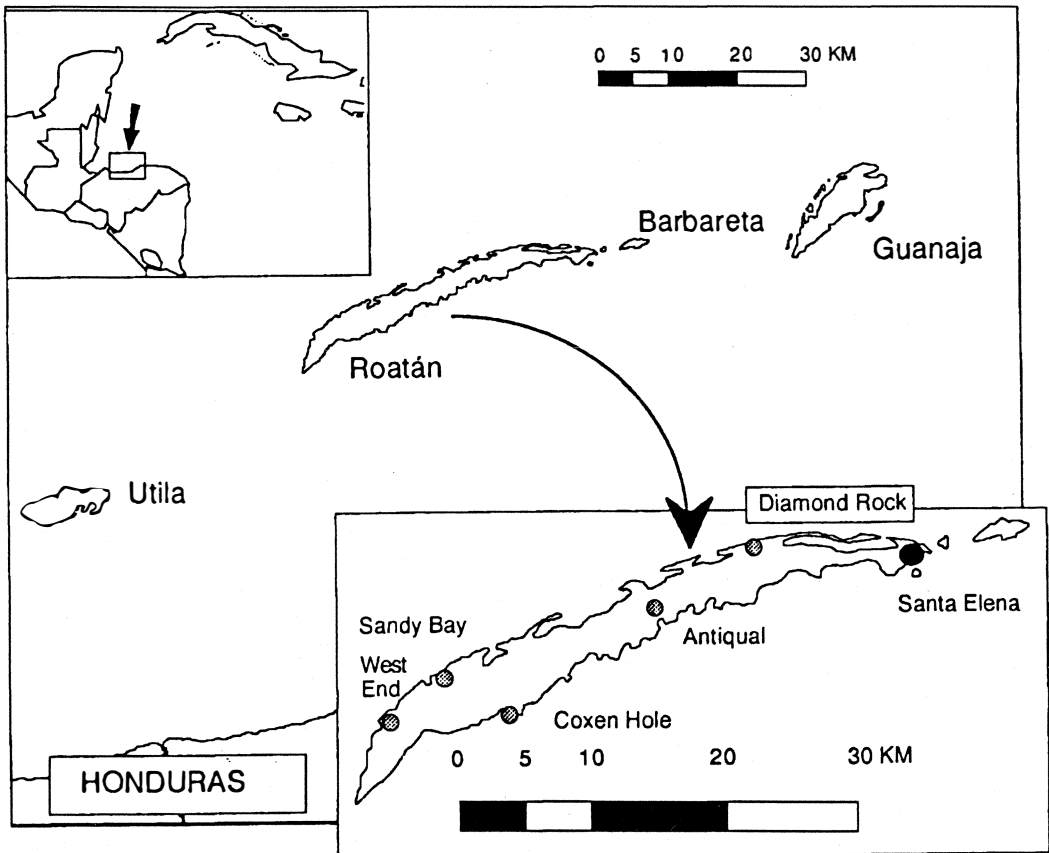 0 5 10 20 30 KM
Barbareta
Guanaja
Roatán
Utila
Diamond Rock
Santa Elena
Sandy Bay
Antiqual
West
End
Coxen Hole
0 5 10 20 30 KM
HONDURAS